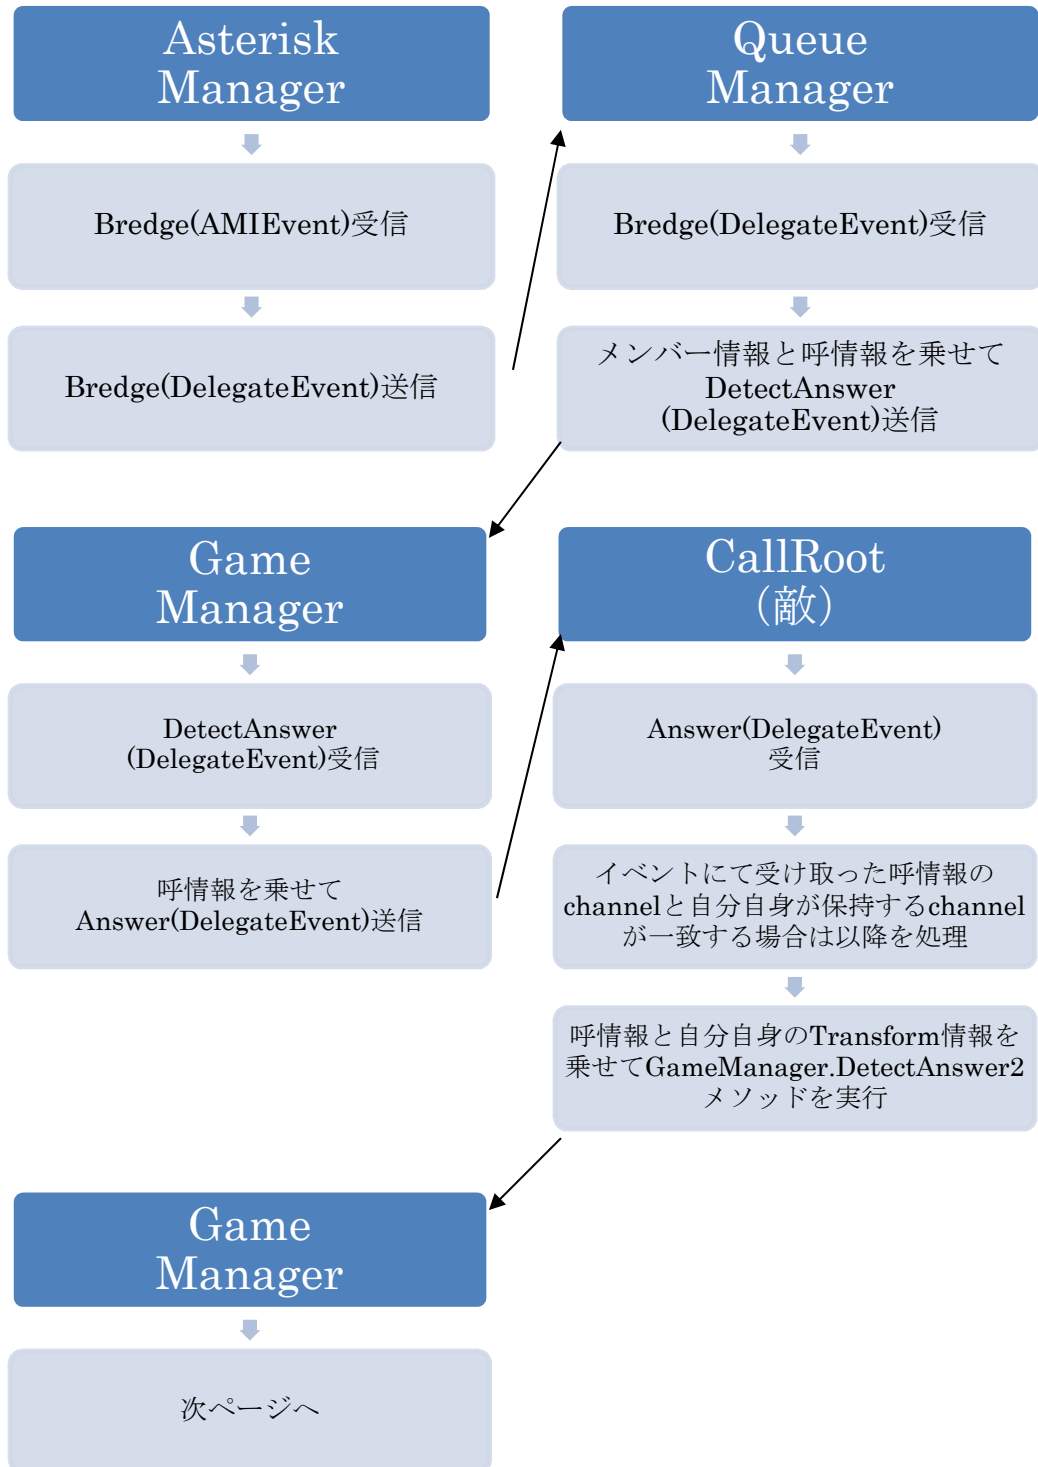 Asterisk
Manager
Bredge(AMIEvent)受信
Bredge(DelegateEvent)送信
Queue
Manager
Bredge(DelegateEvent)受信
メンバー情報と呼情報を乗せて
DetectAnswer
(DelegateEvent)送信
Game
Manager
DetectAnswer
(DelegateEvent)受信
呼情報を乗せて
Answer(DelegateEvent)送信
CallRoot
（敵）
Answer(DelegateEvent)
受信
イベントにて受け取った呼情報の
channelと自分自身が保持するchannel
が一致する場合は以降を処理
呼情報と自分自身のTransform情報を
乗せてGameManager.DetectAnswer2
メソッドを実行
Game
Manager
次ページへ